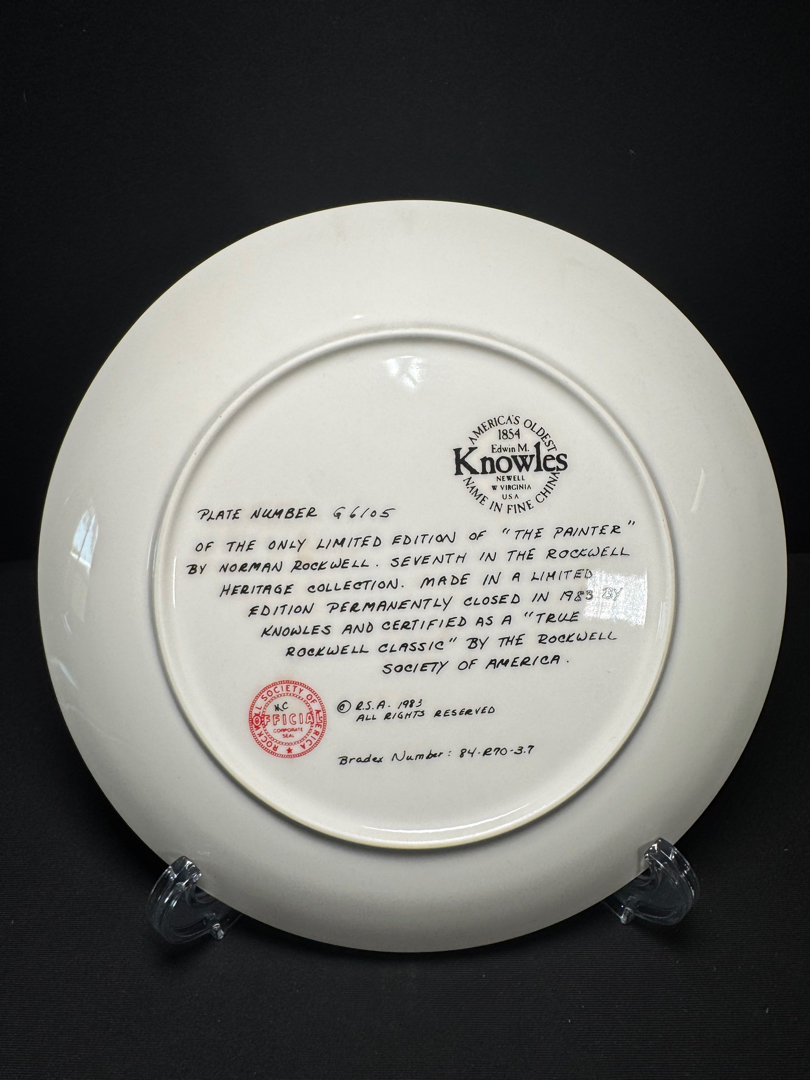 AMERICA'S OLDEST
1854
Edwin M.
Knowles
NEWELL
W VIRGINIA
USA
NAME IN FINE CHINA
PLATE NUMBER G6105
OF THE ONLY LIMITED EDITION OF "THE PAINTER"
BY NORMAN ROCKWELL. SEVENTH IN THE ROCKWELL
HERITAGE COLLECTION. MADE IN A LIMITED
EDITION PERMANENTLY CLOSED IN 1983 BY
KNOWLES AND CERTIFIED AS A "TRUE
ROCKWELL CLASSIC" BY THE ROCKWELL
SOCIETY OF AMERICA.
ROCKWELL SOCIETY OF AMERICA
M.C
OFFICIAL
CORPORATE
SEAL
© R.S.A. 1983
ALL RIGHTS RESERVED
Bradex Number: 84-R70-3.7